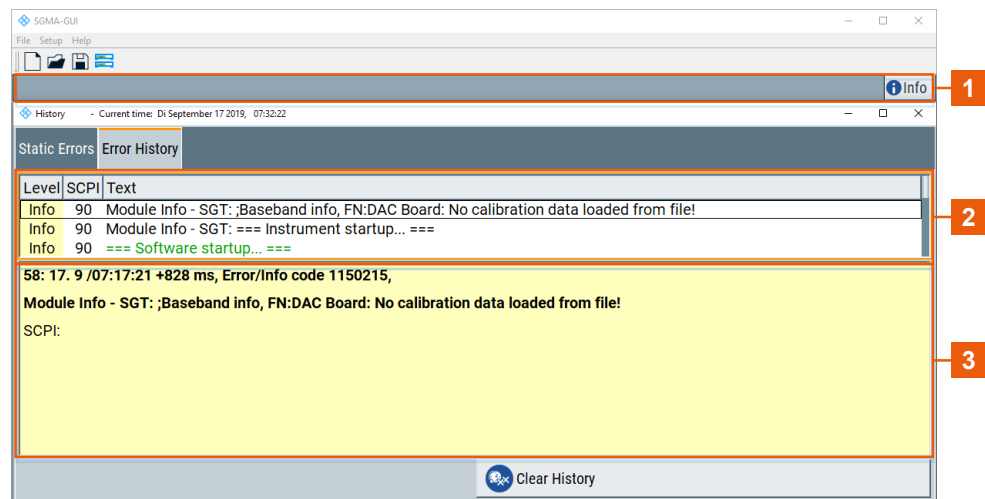 SGMA-GUI
File Setup Help
Info
1
History - Current time: Di September 17 2019, 07:32:22
Static Errors Error History
Level SCPI Text
Info 90 Module Info - SGT: ;Baseband info, FN:DAC Board: No calibration data loaded from file!
Info 90 Module Info - SGT: === Instrument startup... ===
Info 90 === Software startup... ===
2
58: 17. 9 /07:17:21 +828 ms, Error/Info code 1150215,
Module Info - SGT: ;Baseband info, FN:DAC Board: No calibration data loaded from file!
SCPI:
3
Clear History